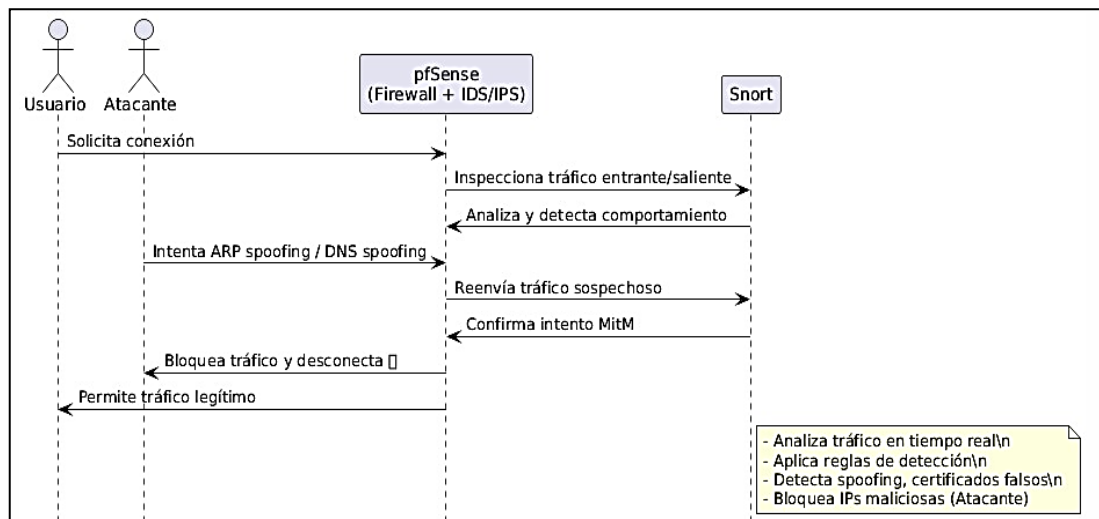 Usuario
Atacante
pfSense
(Firewall + IDS/IPS)
Snort
Solicita conexión
Inspecciona tráfico entrante/saliente
Analiza y detecta comportamiento
Intenta ARP spoofing / DNS spoofing
Reenvía tráfico sospechoso
Confirma intento MitM
Bloquea tráfico y desconecta ▯
Permite tráfico legítimo
- Analiza tráfico en tiempo real\n
- Aplica reglas de detección\n
- Detecta spoofing, certificados falsos\n
- Bloquea IPs maliciosas (Atacante)